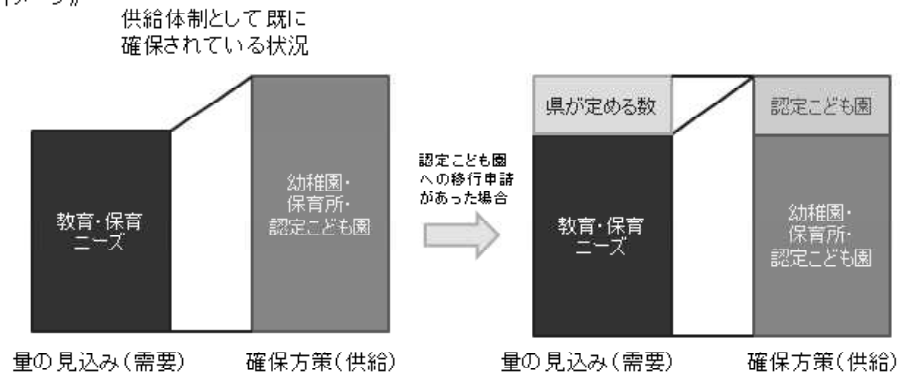 供給体制として既に
確保されている状況
教育・保育
ニーズ
幼稚園・
保育所・
認定こども園
量の見込み(需要)
確保方策(供給)
認定こども園
への移行申請
があった場合
県が定める数
認定こども園
教育・保育
ニーズ
幼稚園・
保育所・
認定こども園
量の見込み(需要)
確保方策(供給)